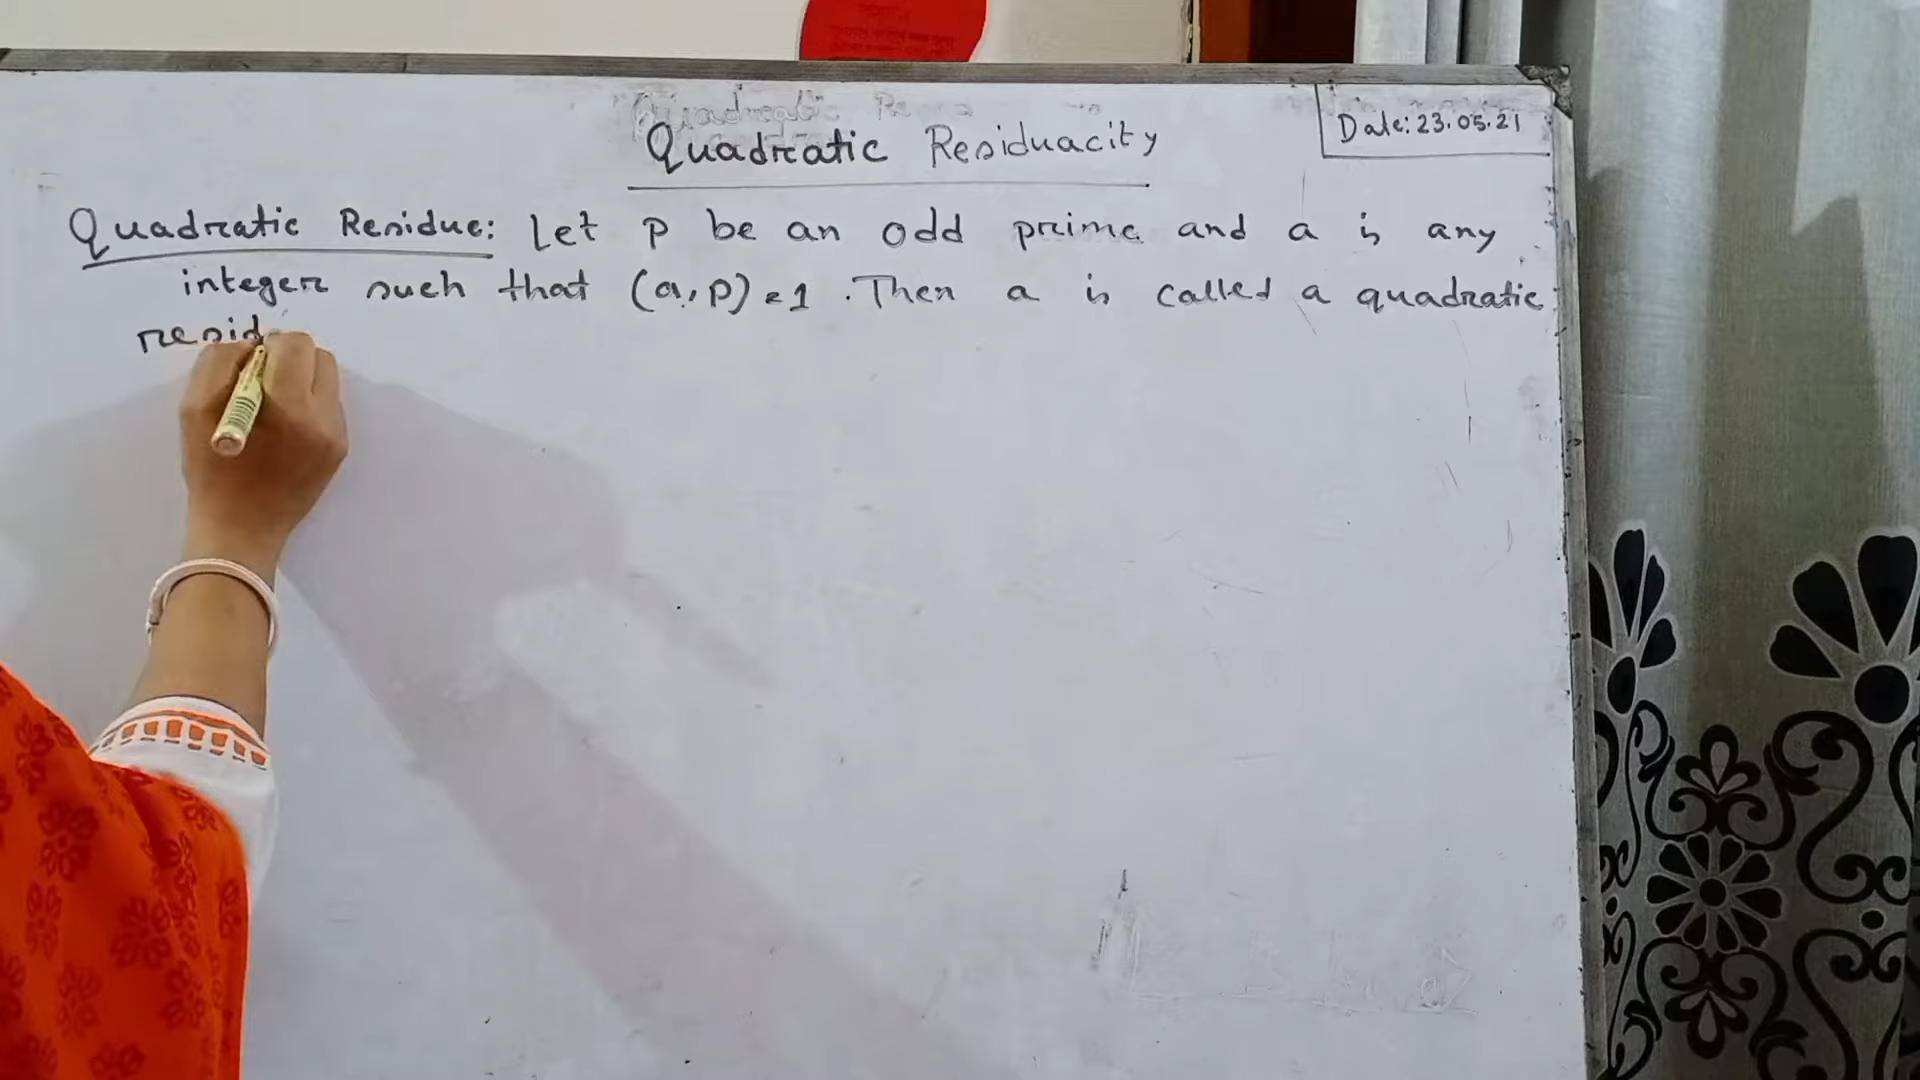 Quadratic Residuacity
Date: 23.05.21
Quadratic Residue: Let p be an odd prime and a is any
integer such that (a, p) = 1 . Then a is called a quadratic
resid